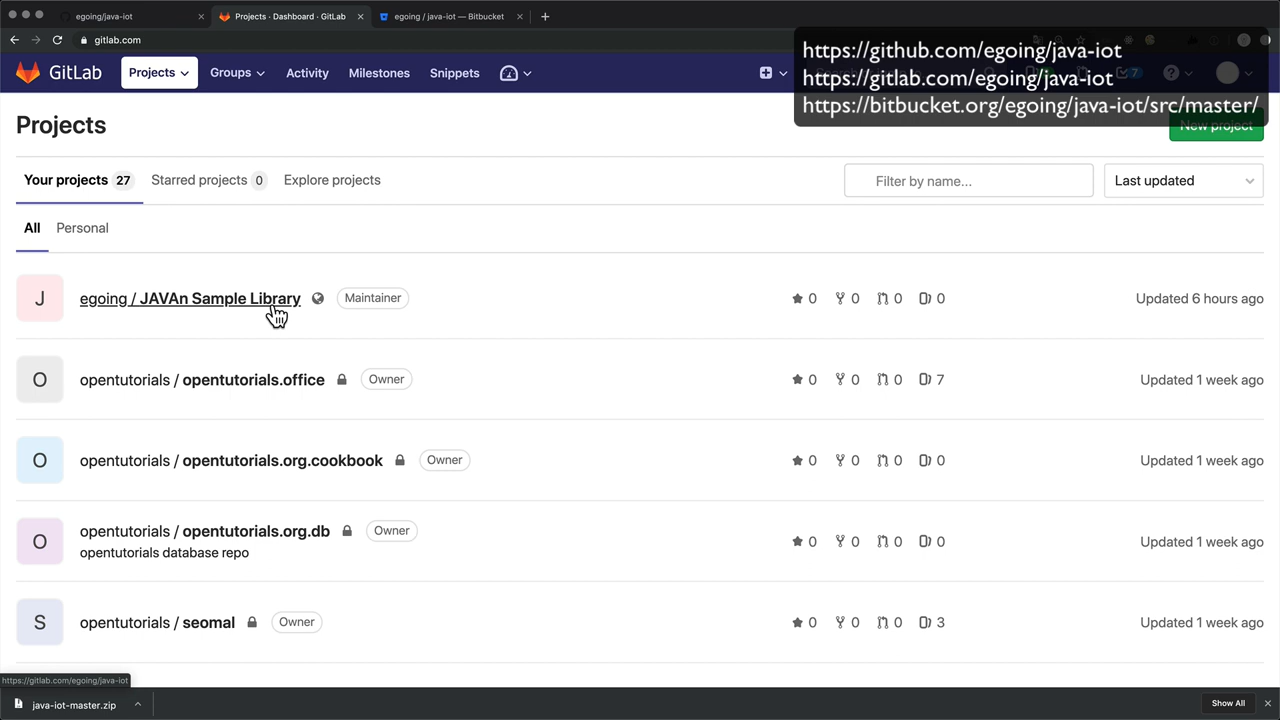 egoing/java-iot
Projects · Dashboard · GitLab
egoing / java-iot — Bitbucket
gitlab.com
https://github.com/egoing/java-iot
https://gitlab.com/egoing/java-iot
https://bitbucket.org/egoing/java-iot/src/master/
GitLab
Projects
Groups
Activity
Milestones
Snippets
Projects
New project
Your projects 27
Starred projects 0
Explore projects
Filter by name...
Last updated
All
Personal
J
egoing / JAVAn Sample Library
Maintainer
0 0 0 0
Updated 6 hours ago
O
opentutorials / opentutorials.office
Owner
0 0 0 7
Updated 1 week ago
O
opentutorials / opentutorials.org.cookbook
Owner
0 0 0 0
Updated 1 week ago
O
opentutorials / opentutorials.org.db
Owner
opentutorials database repo
0 0 0 0
Updated 1 week ago
S
opentutorials / seomal
Owner
0 0 0 3
Updated 1 week ago
https://gitlab.com/egoing/java-iot
java-iot-master.zip
Show All